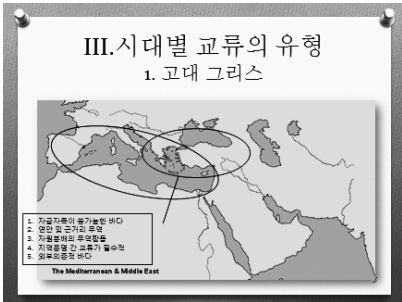 III.시대별 교류의 유형
1. 고대 그리스
1. 자급자족이 불가능한 바다
2. 연안 및 근거리 무역
3. 자원분배의 무역활동
4. 지역문명 간 교류가 필수적
5. 외부의존적 바다
The Mediterranean & Middle East